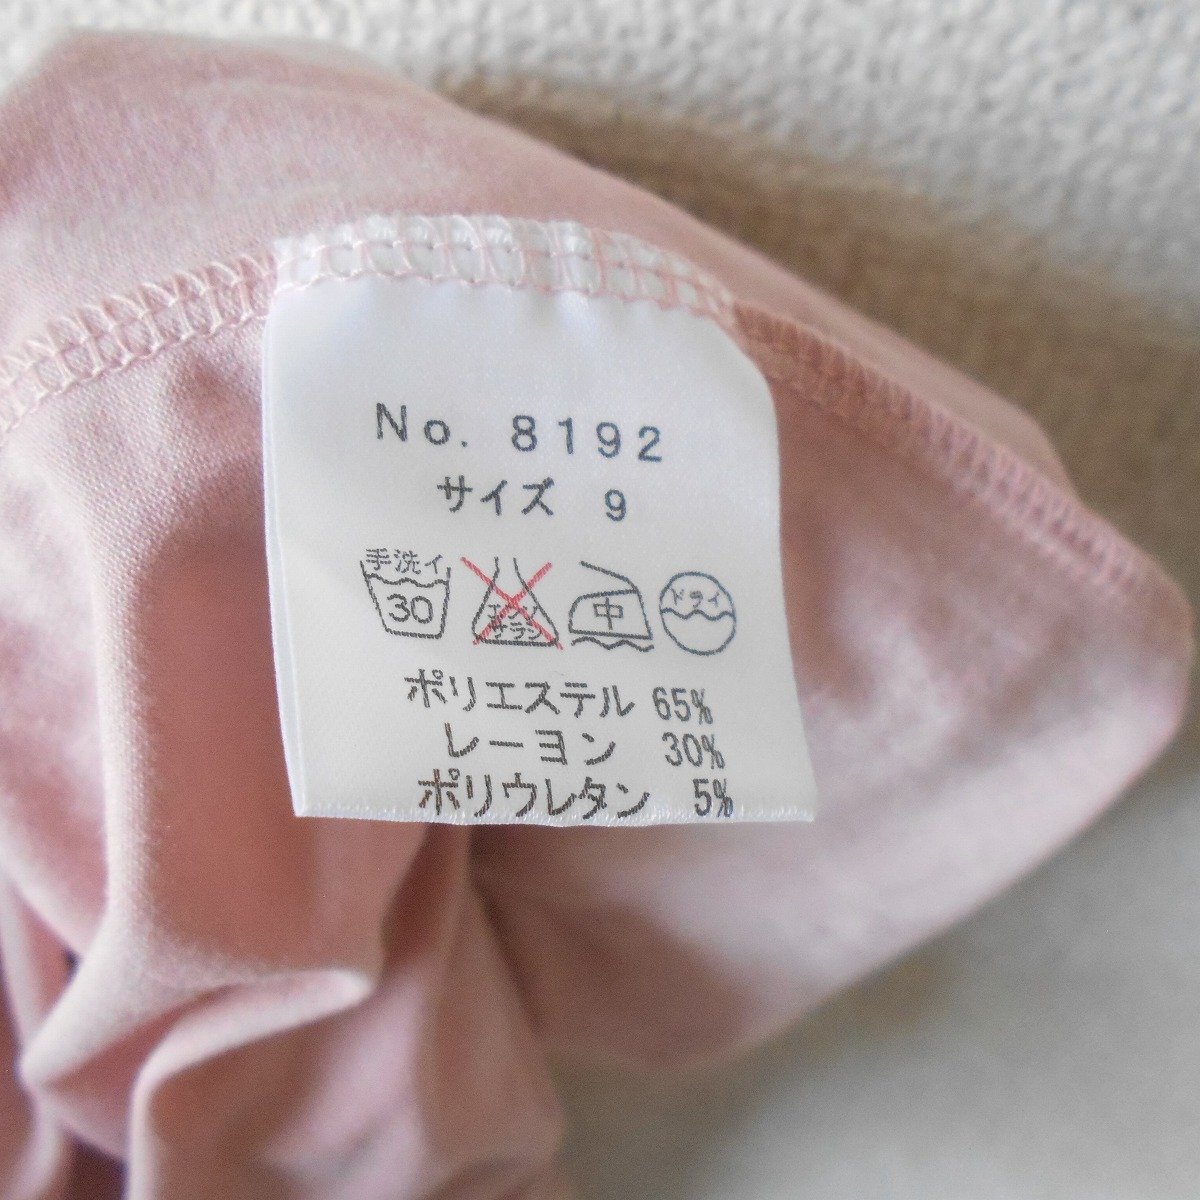 No. 8192
サイズ 9
手洗イ
30
エンソ
サラシ
中
ドライ
ポリエステル 65%
レーヨン 30%
ポリウレタン 5%